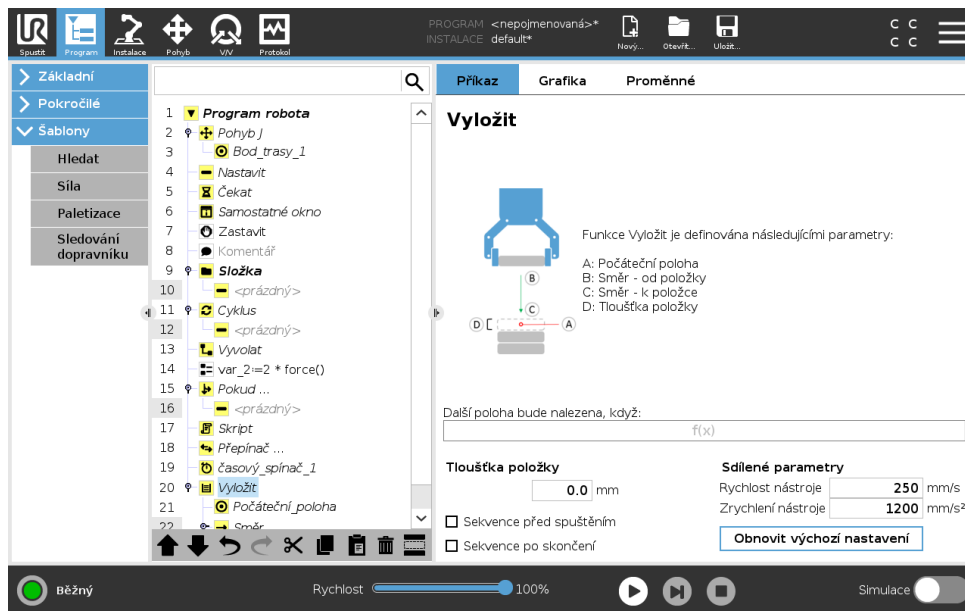 PROGRAM <nepojmenovaná>*
INSTALACE default*
Spustit
Program
Instalace
Pohyb
V/V
Protokol
Nový...
Otevřít...
Uložit...
C C
C C
Základní
Pokročilé
Šablony
Hledat
Síla
Paletizace
Sledování
dopravníku
1 Program robota
2 Pohyb J
3 Bod_trasy_1
4 Nastavit
5 Čekat
6 Samostatné okno
7 Zastavit
8 Komentář
9 Složka
10 <prázdný>
11 Cyklus
12 <prázdný>
13 Vyvolat
14 var_2≔2 * force()
15 Pokud ...
16 <prázdný>
17 Skript
18 Přepínač ...
19 časový_spínač_1
20 Vyložit
21 Počáteční_poloha
22 Směr
Příkaz
Grafika
Proměnné
Vyložit
B
C
D
A
Funkce Vyložit je definována následujícími parametry:
A: Počáteční poloha
B: Směr - od položky
C: Směr - k položce
D: Tloušťka položky
Další poloha bude nalezena, když:
f(x)
Tloušťka položky
0.0 mm
Sekvence před spuštěním
Sekvence po skončení
Sdílené parametry
Rychlost nástroje 250 mm/s
Zrychlení nástroje 1200 mm/s²
Obnovit výchozí nastavení
Běžný
Rychlost
100%
Simulace